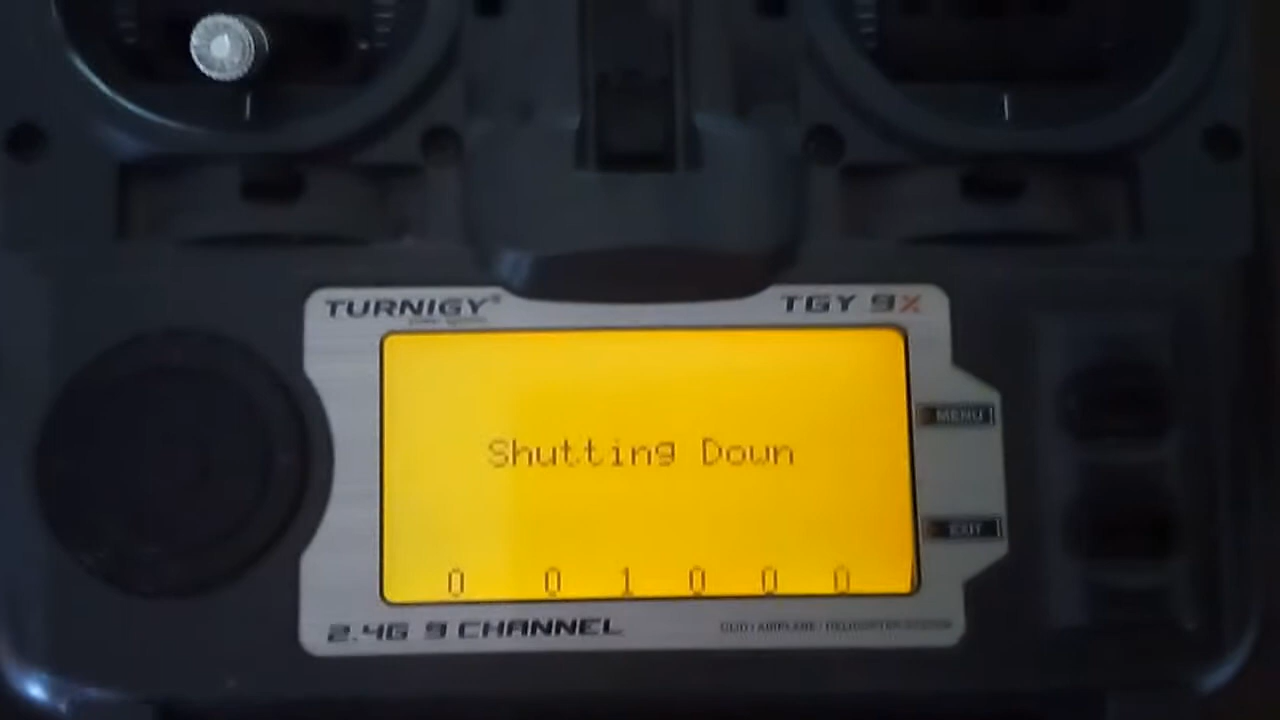 TURNIGY®
TGY 9X
Shutting Down
MENU
EXIT
0 0 1 0 0 0
2.4G 9 CHANNEL